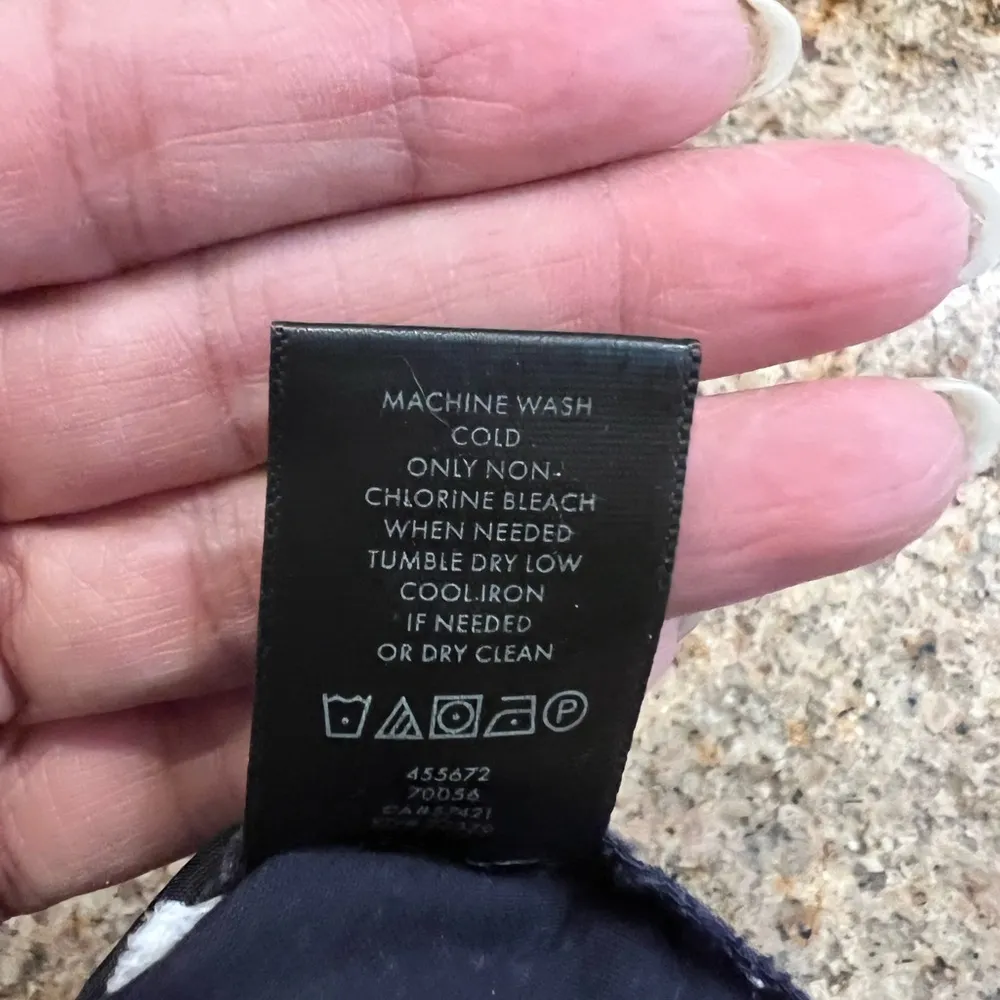 MACHINE WASH
COLD
ONLY NON-
CHLORINE BLEACH
WHEN NEEDED
TUMBLE DRY LOW
COOL IRON
IF NEEDED
OR DRY CLEAN
P
455672
70056